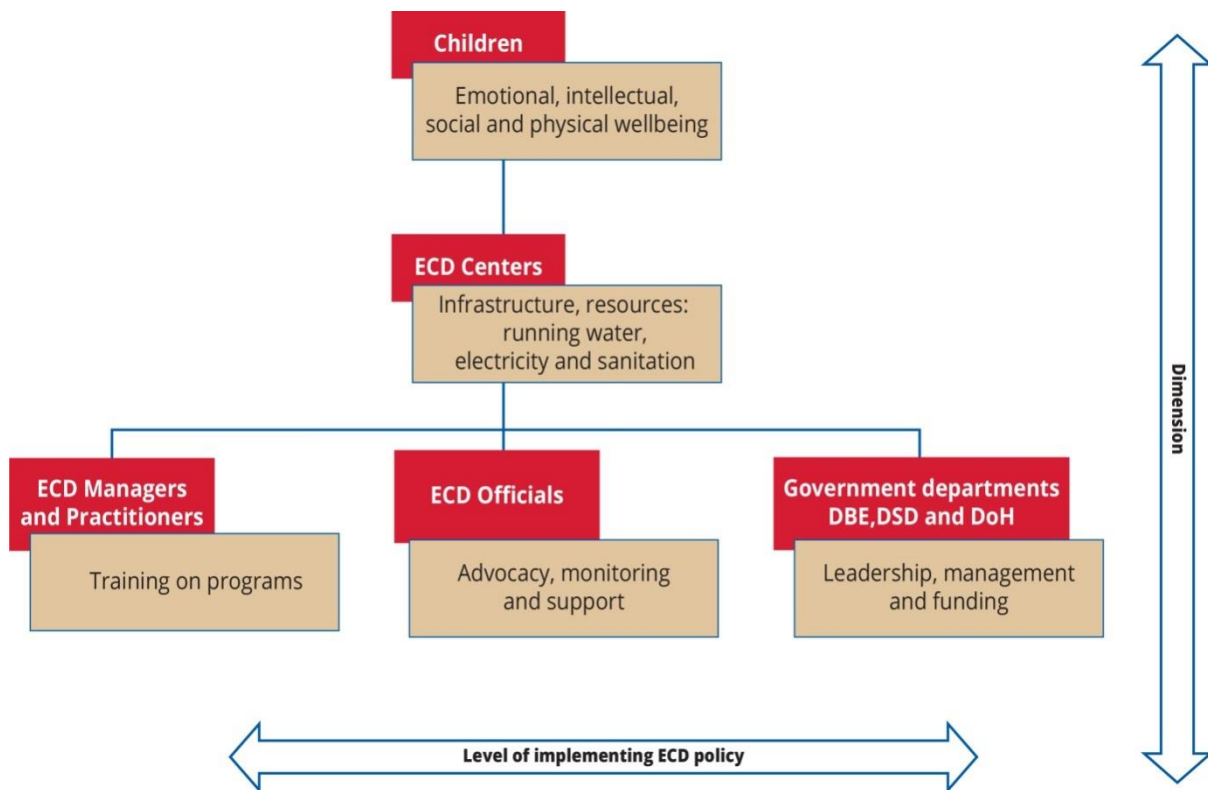 Children
Emotional, intellectual,
social and physical wellbeing
ECD Centers
Infrastructure, resources:
running water,
electricity and sanitation
ECD Managers
and Practitioners
Training on programs
ECD Officials
Advocacy, monitoring
and support
Government departments
DBE,DSD and DoH
Leadership, management
and funding
Dimension
Level of implementing ECD policy